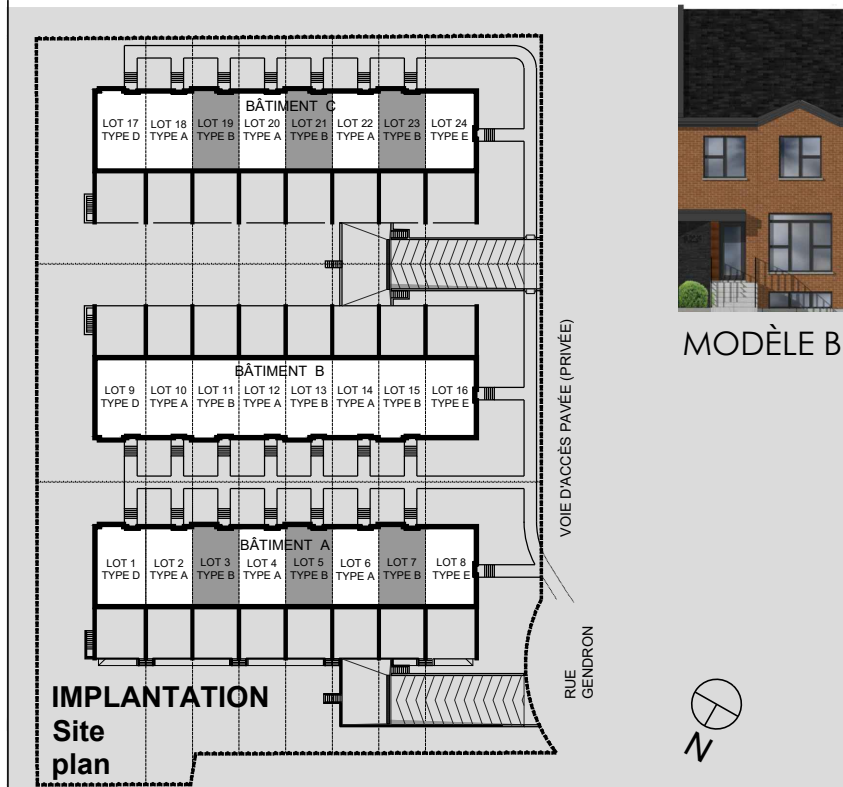 BÂTIMENT C
LOT 17 LOT 18 LOT 19 LOT 20 LOT 21 LOT 22 LOT 23 LOT 24
TYPE D TYPE A TYPE B TYPE A TYPE B TYPE A TYPE B TYPE E
MODÈLE B
VOIE D'ACCÈS PAVÉE (PRIVÉE)
BÂTIMENT B
LOT 9 LOT 10 LOT 11 LOT 12 LOT 13 LOT 14 LOT 15 LOT 16
TYPE D TYPE A TYPE B TYPE A TYPE B TYPE A TYPE B TYPE E
BÂTIMENT A
LOT 1 LOT 2 LOT 3 LOT 4 LOT 5 LOT 6 LOT 7 LOT 8
TYPE D TYPE A TYPE B TYPE A TYPE B TYPE A TYPE B TYPE E
RUE
GENDRON
IMPLANTATION
Site
plan
N